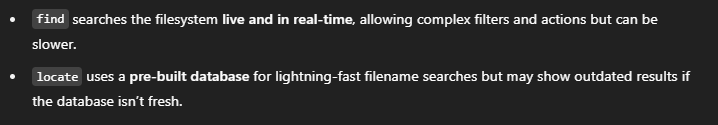 • find searches the filesystem live and in real-time, allowing complex filters and actions but can be
slower.
• locate uses a pre-built database for lightning-fast filename searches but may show outdated results if
the database isn’t fresh.